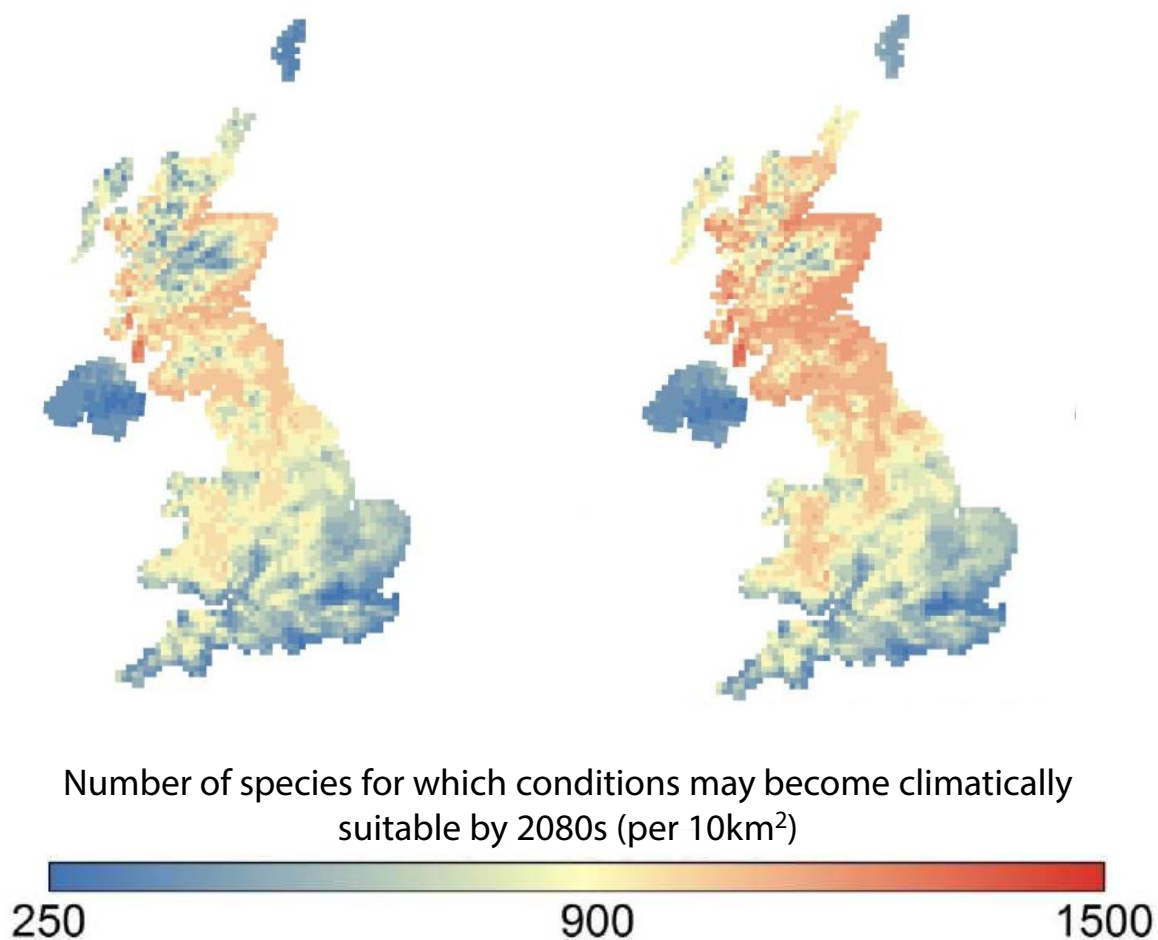 Number of species for which conditions may become climatically
suitable by 2080s (per 10km²)
250 900 1500